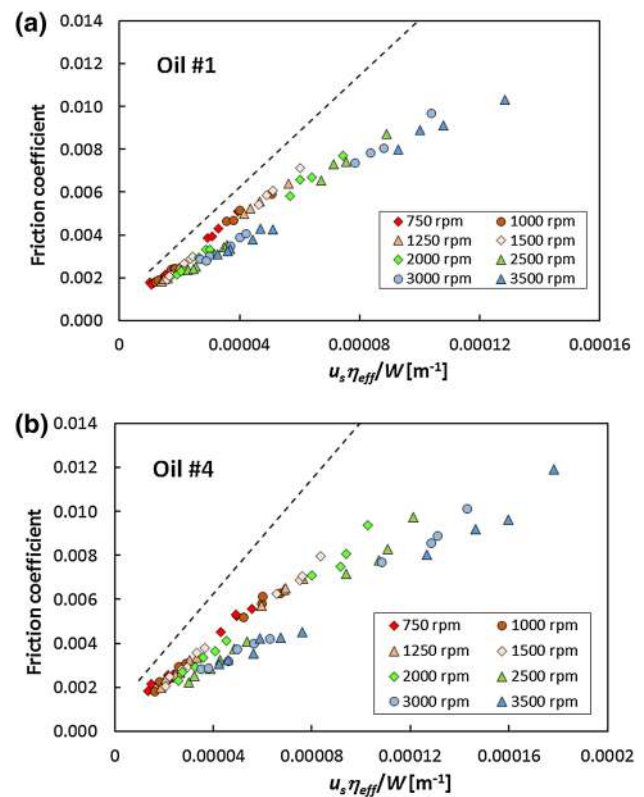 (a)
0.014
Oil #1
0.012
0.010
0.008
0.006
0.004
0.002
0.000
Friction coefficient
750 rpm 1000 rpm
1250 rpm 1500 rpm
2000 rpm 2500 rpm
3000 rpm 3500 rpm
0 0.00004 0.00008 0.00012 0.00016
uₛηeff/W [m⁻¹]
(b)
0.014
Oil #4
0.012
0.010
0.008
0.006
0.004
0.002
0.000
Friction coefficient
750 rpm 1000 rpm
1250 rpm 1500 rpm
2000 rpm 2500 rpm
3000 rpm 3500 rpm
0 0.00004 0.00008 0.00012 0.00016 0.0002
uₛηeff/W [m⁻¹]